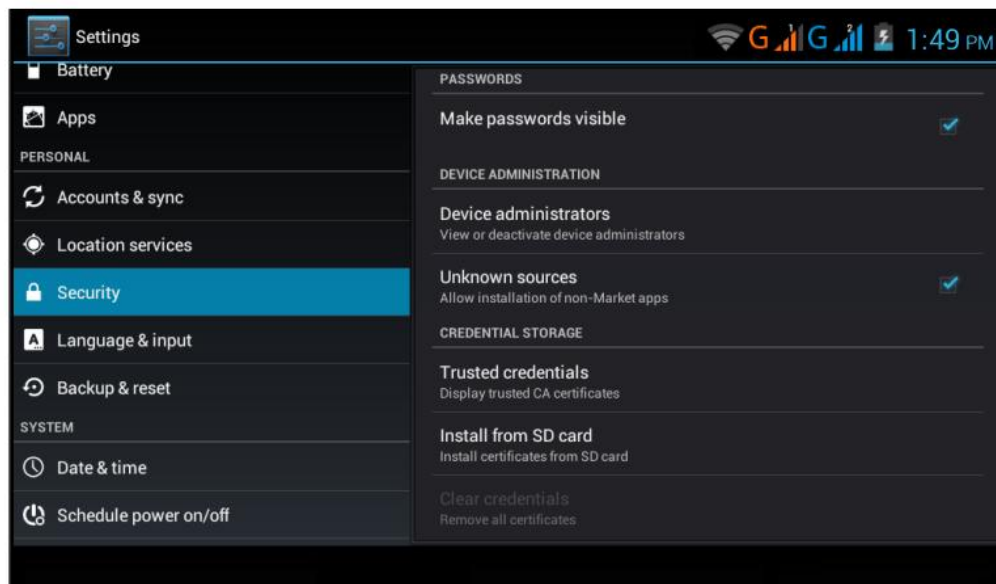 Settings
G 1 G 2 1:49 PM
Battery
Apps
PERSONAL
Accounts & sync
Location services
Security
Language & input
Backup & reset
SYSTEM
Date & time
Schedule power on/off
PASSWORDS
Make passwords visible
DEVICE ADMINISTRATION
Device administrators
View or deactivate device administrators
Unknown sources
Allow installation of non-Market apps
CREDENTIAL STORAGE
Trusted credentials
Display trusted CA certificates
Install from SD card
Install certificates from SD card
Clear credentials
Remove all certificates